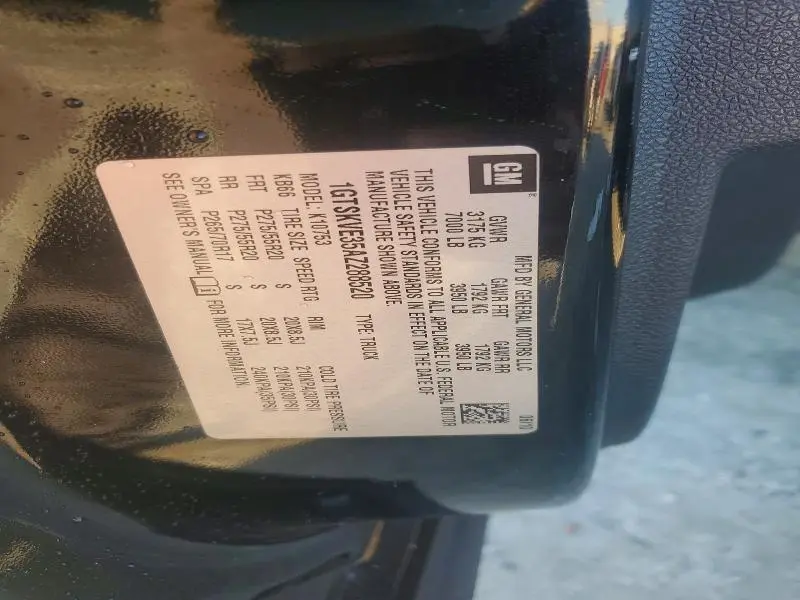 GM
®
MFD BY GENERAL MOTORS LLC
GVWR GAWR FRT GAWR RR
3175 KG 1792 KG 1792 KG
7000 LB 3950 LB 3950 LB
THIS VEHICLE CONFORMS TO ALL APPLICABLE U.S. FEDERAL MOTOR
VEHICLE SAFETY STANDARDS IN EFFECT ON THE DATE OF
MANUFACTURE SHOWN ABOVE.
1GTSKVE35AZ288520 TYPE: TRUCK
MODEL: K10753
KB6G TIRE SIZE SPEED RTG RIM COLD TIRE PRESSURE
FRT P275/55R20 S 20X8.5J 210KPA(30PSI)
RR P275/55R20 S 20X8.5J 210KPA(30PSI)
SPA P265/70R17 S 17X7.5J 240KPA(35PSI)
SEE OWNER'S MANUAL FOR MORE INFORMATION